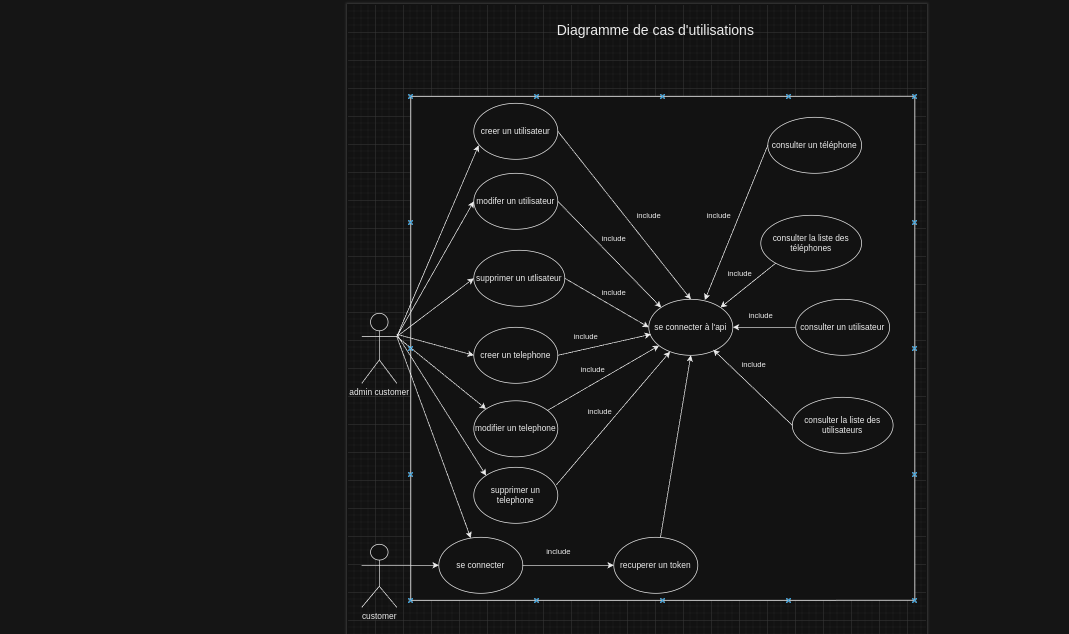 Diagramme de cas d'utilisations
creer un utilisateur
consulter un téléphone
modifer un utilisateur
include
include
include
consulter la liste des
téléphones
supprimer un utlisateur
include
include
include
se connecter à l'api
consulter un utilisateur
include
creer un telephone
include
include
admin customer
include
modifier un telephone
consulter la liste des
utilisateurs
supprimer un
telephone
include
se connecter
recuperer un token
customer